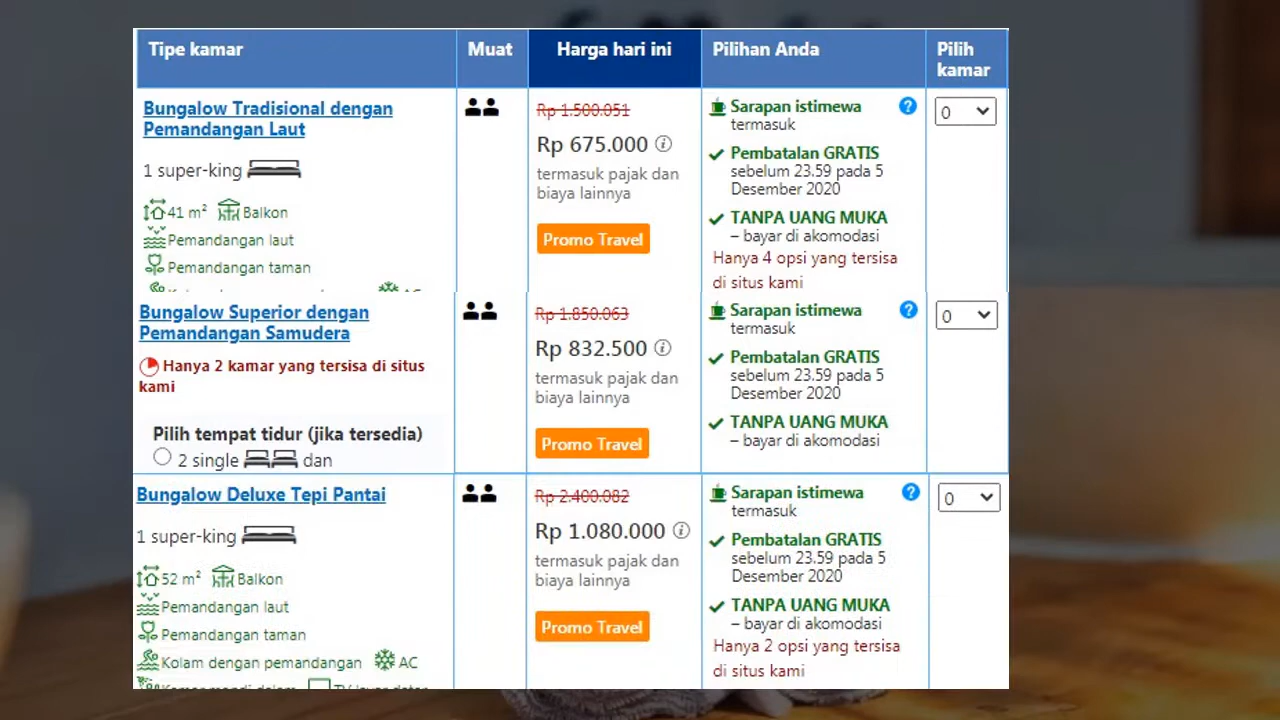 Tipe kamar
Muat
Harga hari ini
Pilihan Anda
Pilih
kamar
Bungalow Tradisional dengan
Pemandangan Laut
1 super-king
41 m²
Balkon
Pemandangan laut
Pemandangan taman
AC
Rp 1.500.051
Rp 675.000
termasuk pajak dan
biaya lainnya
Promo Travel
Sarapan istimewa
termasuk
Pembatalan GRATIS
sebelum 23.59 pada 5
Desember 2020
TANPA UANG MUKA
– bayar di akomodasi
Hanya 4 opsi yang tersisa
di situs kami
0
Bungalow Superior dengan
Pemandangan Samudera
Hanya 2 kamar yang tersisa di situs
kami
Pilih tempat tidur (jika tersedia)
2 single dan
Rp 1.850.063
Rp 832.500
termasuk pajak dan
biaya lainnya
Promo Travel
Sarapan istimewa
termasuk
Pembatalan GRATIS
sebelum 23.59 pada 5
Desember 2020
TANPA UANG MUKA
– bayar di akomodasi
0
Bungalow Deluxe Tepi Pantai
1 super-king
52 m²
Balkon
Pemandangan laut
Pemandangan taman
Kolam dengan pemandangan
AC
Rp 2.400.082
Rp 1.080.000
termasuk pajak dan
biaya lainnya
Promo Travel
Sarapan istimewa
termasuk
Pembatalan GRATIS
sebelum 23.59 pada 5
Desember 2020
TANPA UANG MUKA
– bayar di akomodasi
Hanya 2 opsi yang tersisa
di situs kami
0